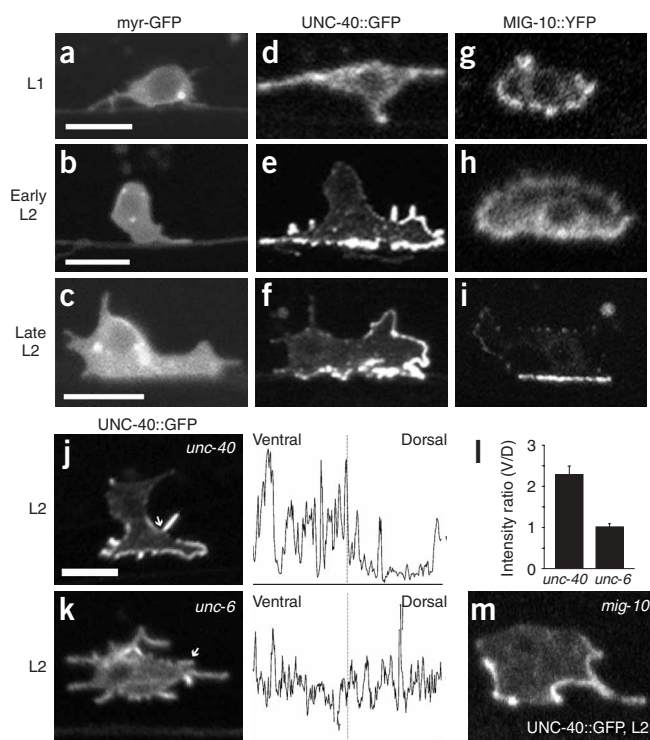 myr-GFP UNC-40::GFP MIG-10::YFP
L1 a d g
Early L2 b e h
Late L2 c f i
UNC-40::GFP
L2 j unc-40 Ventral Dorsal
l Intensity ratio (V/D) 3 2 1 0 unc-40 unc-6
L2 k unc-6 Ventral Dorsal
m mig-10
UNC-40::GFP, L2